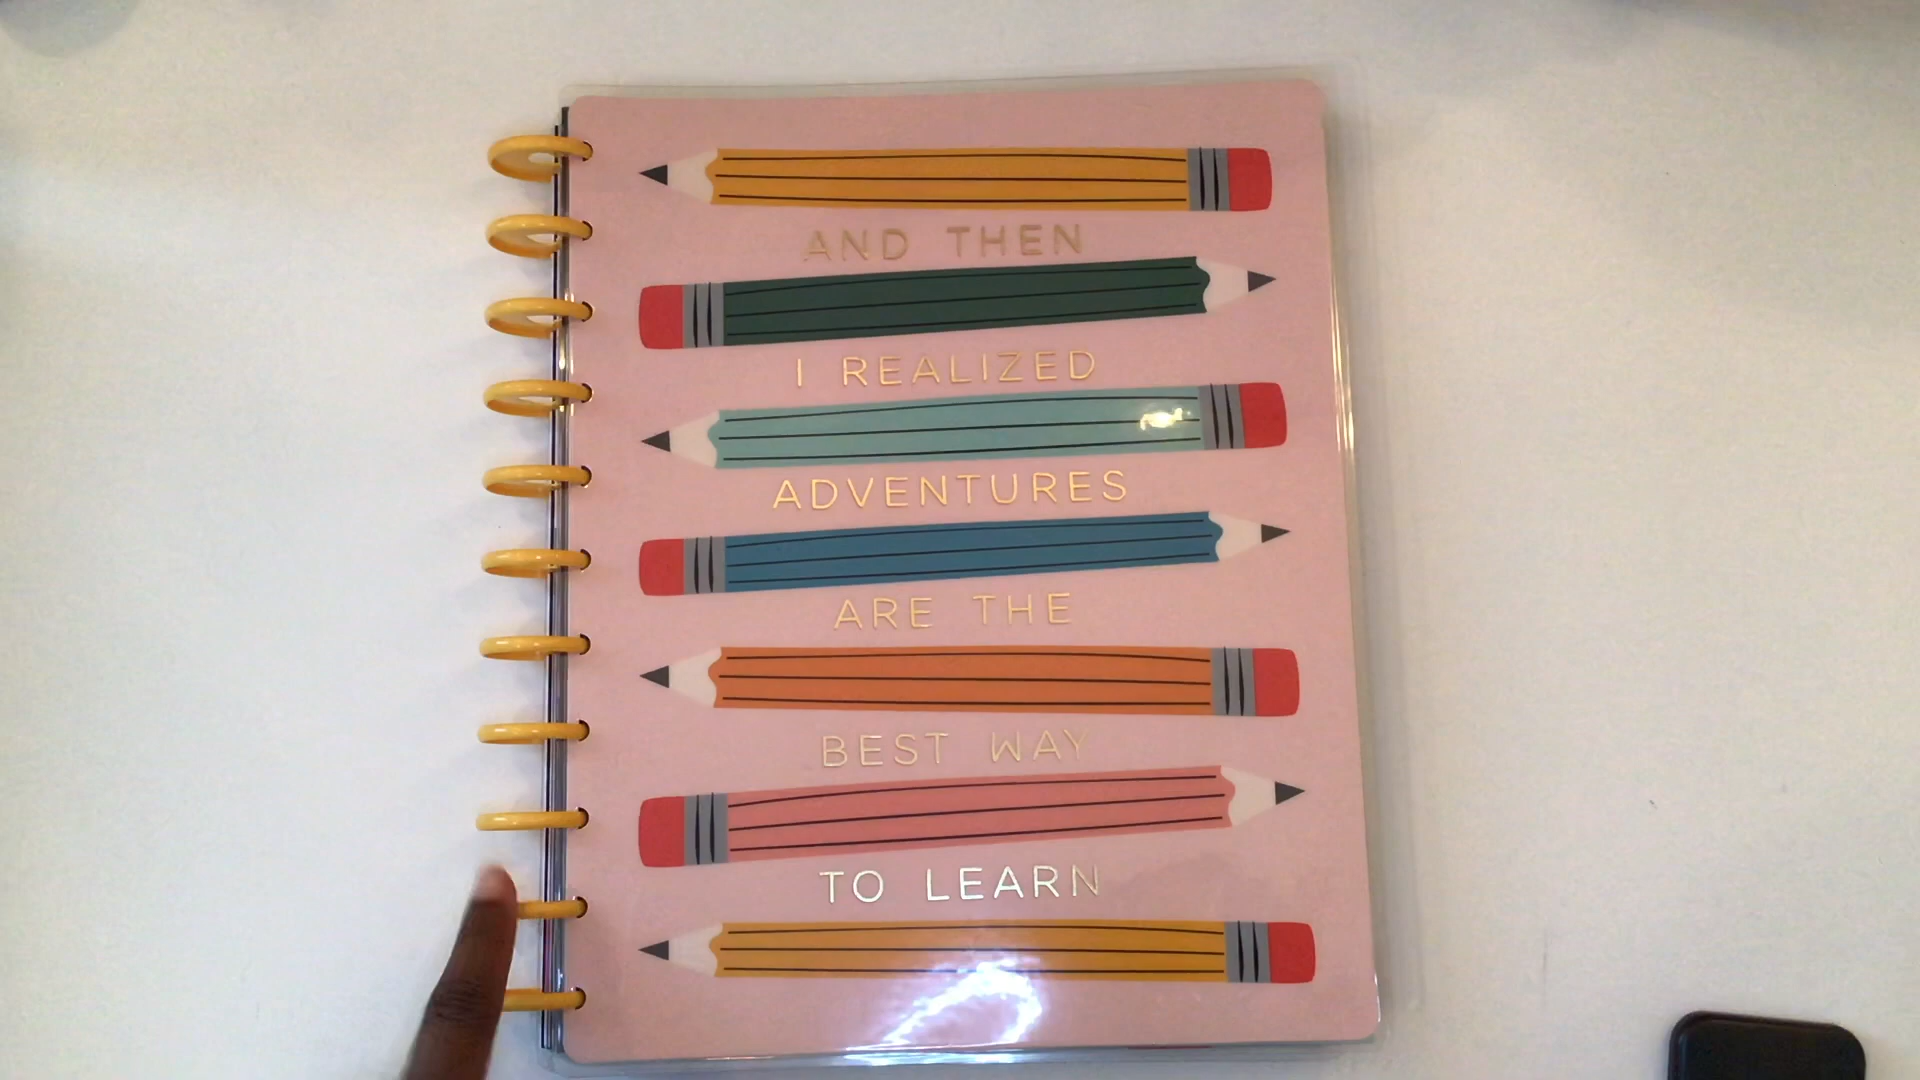 AND THEN
I REALIZED
ADVENTURES
ARE THE
BEST WAY
TO LEARN